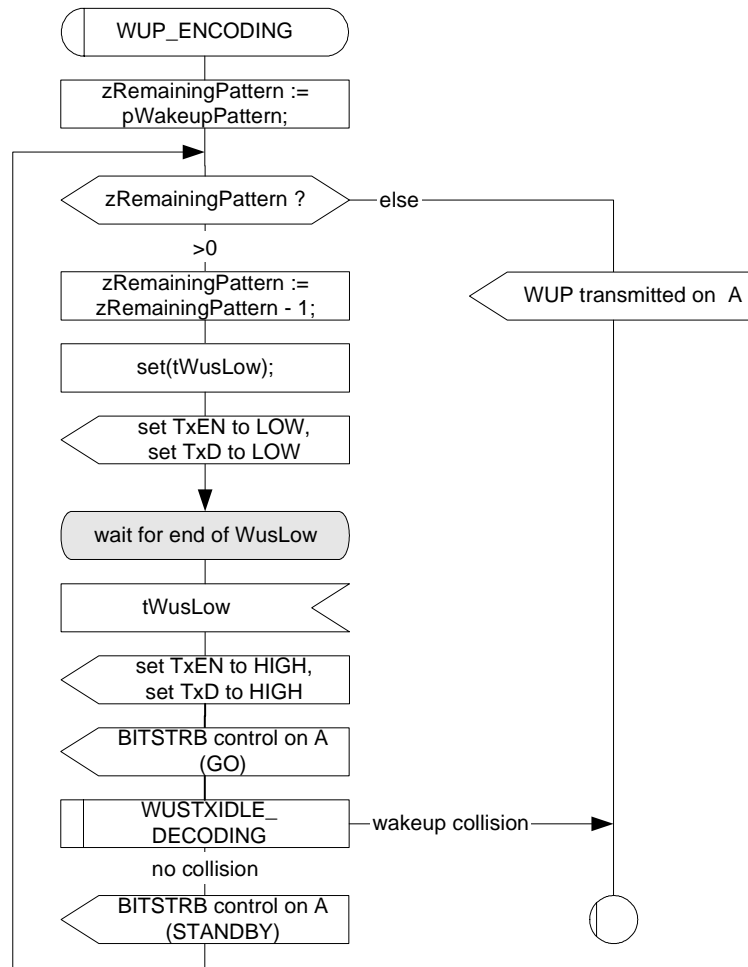 WUP_ENCODING
zRemainingPattern :=
pWakeupPattern;
zRemainingPattern ?
else
>0
zRemainingPattern :=
zRemainingPattern - 1;
WUP transmitted on A
set(tWusLow);
set TxEN to LOW,
set TxD to LOW
wait for end of WusLow
tWusLow
set TxEN to HIGH,
set TxD to HIGH
BITSTRB control on A
(GO)
WUSTXIDLE_
DECODING
wakeup collision
no collision
BITSTRB control on A
(STANDBY)